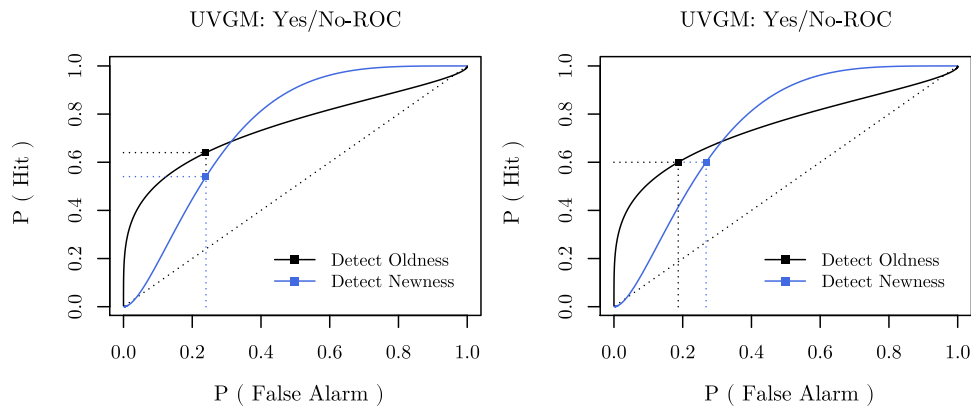 UVGM: Yes/No-ROC
P ( Hit )
1.0
0.8
0.6
0.4
0.2
0.0
Detect Oldness
Detect Newness
0.0 0.2 0.4 0.6 0.8 1.0
P ( False Alarm )
UVGM: Yes/No-ROC
P ( Hit )
1.0
0.8
0.6
0.4
0.2
0.0
Detect Oldness
Detect Newness
0.0 0.2 0.4 0.6 0.8 1.0
P ( False Alarm )